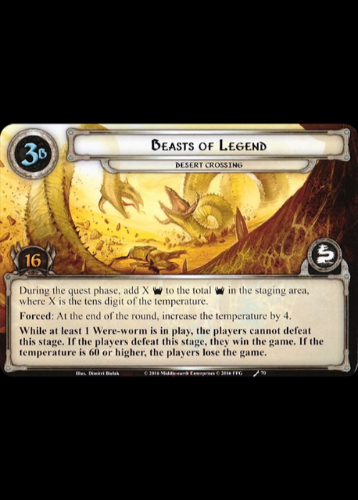 3B
BEASTS OF LEGEND
DESERT CROSSING
16
During the quest phase, add X to the total in the staging area,
where X is the tens digit of the temperature.
Forced: At the end of the round, increase the temperature by 4.
While at least 1 Were-worm is in play, the players cannot defeat
this stage. If the players defeat this stage, they win the game. If the
temperature is 60 or higher, the players lose the game.
Illus. Dimitri Bielak © 2016 Middle-earth Enterprises © 2016 FFG 70